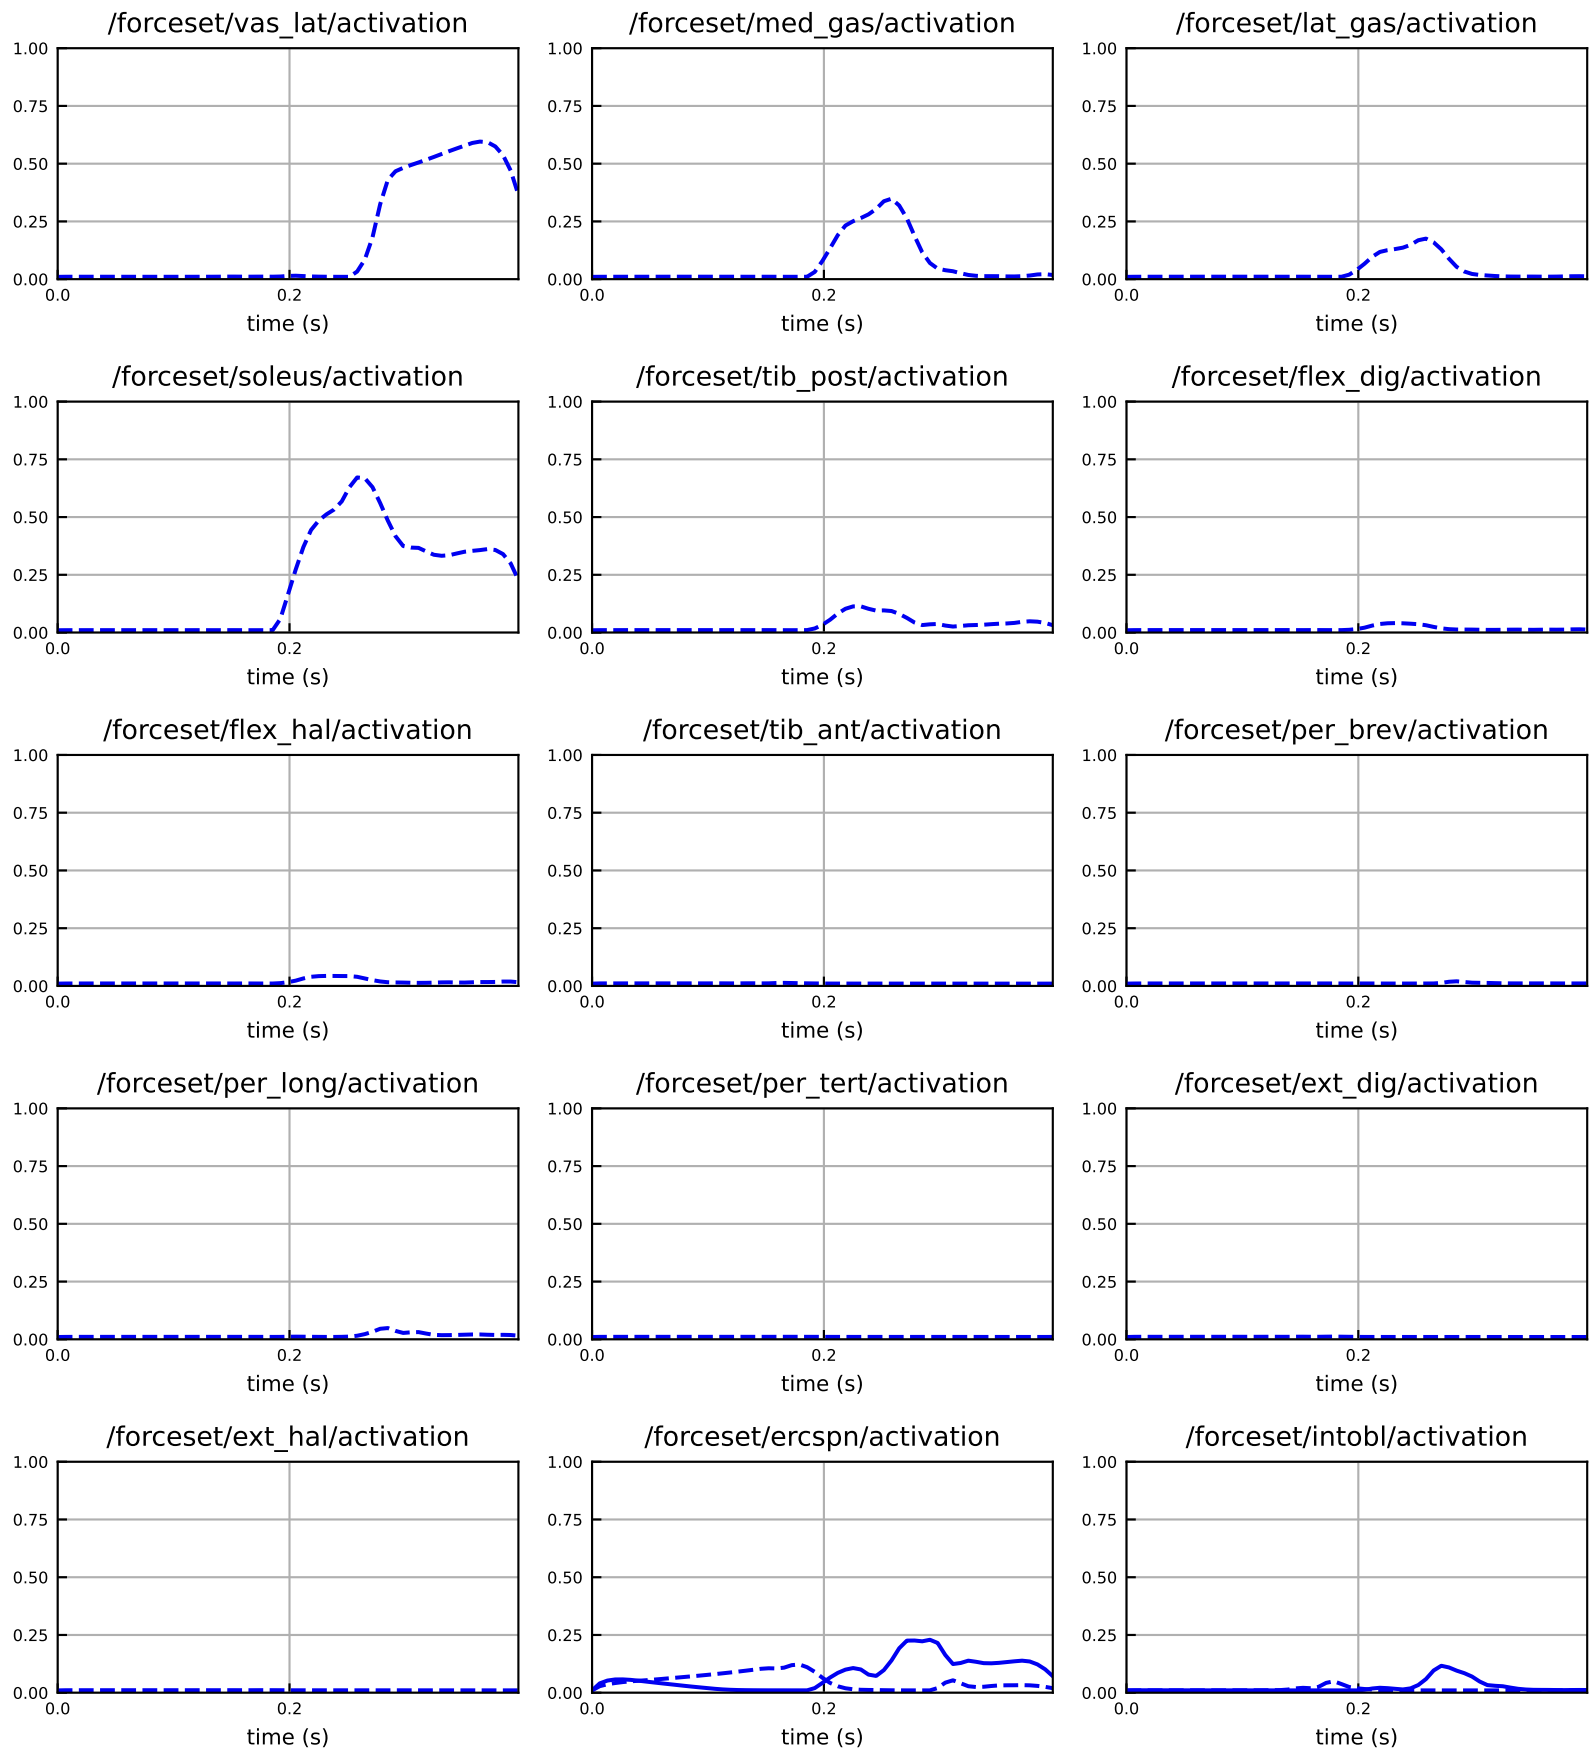 /forceset/vas_lat/activation /forceset/med_gas/activation /forceset/lat_gas/activation
1.00 1.00 1.00
0.75 0.75 0.75
0.50 0.50 0.50
0.25 0.25 0.25
0.00 0.00 0.00
0.0 0.2 0.0 0.2 0.0 0.2
time (s) time (s) time (s)
/forceset/soleus/activation /forceset/tib_post/activation /forceset/flex_dig/activation
1.00 1.00 1.00
0.75 0.75 0.75
0.50 0.50 0.50
0.25 0.25 0.25
0.00 0.00 0.00
0.0 0.2 0.0 0.2 0.0 0.2
time (s) time (s) time (s)
/forceset/flex_hal/activation /forceset/tib_ant/activation /forceset/per_brev/activation
1.00 1.00 1.00
0.75 0.75 0.75
0.50 0.50 0.50
0.25 0.25 0.25
0.00 0.00 0.00
0.0 0.2 0.0 0.2 0.0 0.2
time (s) time (s) time (s)
/forceset/per_long/activation /forceset/per_tert/activation /forceset/ext_dig/activation
1.00 1.00 1.00
0.75 0.75 0.75
0.50 0.50 0.50
0.25 0.25 0.25
0.00 0.00 0.00
0.0 0.2 0.0 0.2 0.0 0.2
time (s) time (s) time (s)
/forceset/ext_hal/activation /forceset/ercspn/activation /forceset/intobl/activation
1.00 1.00 1.00
0.75 0.75 0.75
0.50 0.50 0.50
0.25 0.25 0.25
0.00 0.00 0.00
0.0 0.2 0.0 0.2 0.0 0.2
time (s) time (s) time (s)